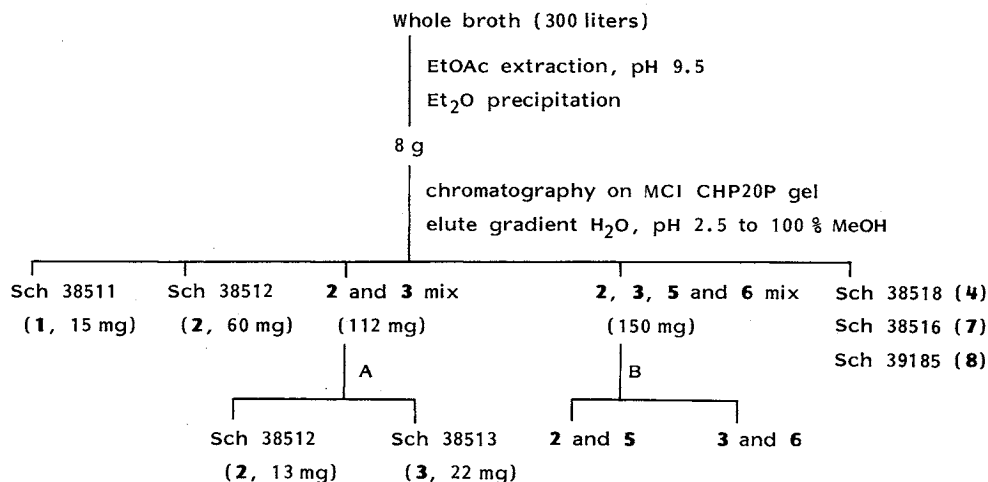 Whole broth (300 liters)
EtOAc extraction, pH 9.5
Et₂O precipitation
8 g
chromatography on MCI CHP20P gel
elute gradient H₂O, pH 2.5 to 100 % MeOH
Sch 38511 Sch 38512 2 and 3 mix 2, 3, 5 and 6 mix Sch 38518 (4)
(1, 15 mg) (2, 60 mg) (112 mg) (150 mg) Sch 38516 (7)
Sch 39185 (8)
A B
Sch 38512 Sch 38513 2 and 5 3 and 6
(2, 13 mg) (3, 22 mg)